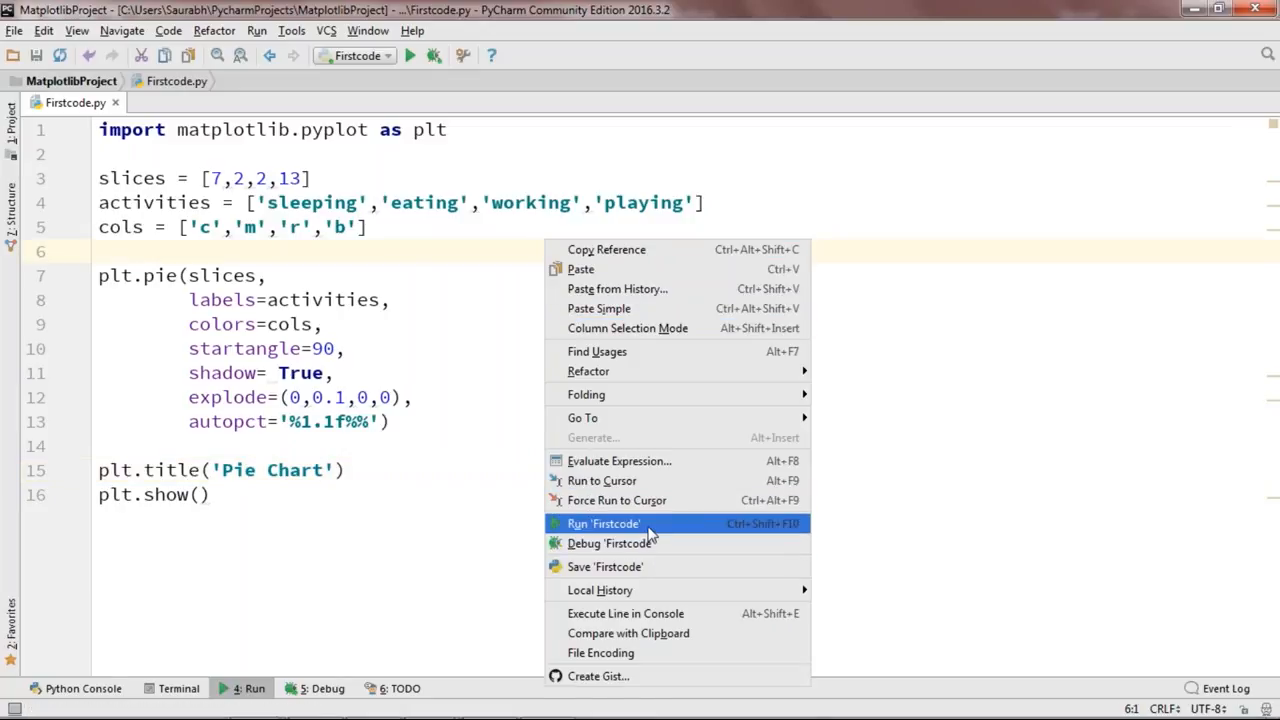 MatplotlibProject - [C:\Users\Saurabh\PycharmProjects\MatplotlibProject] - ...\Firstcode.py - PyCharm Community Edition 2016.3.2
File Edit View Navigate Code Refactor Run Tools VCS Window Help
Firstcode
MatplotlibProject Firstcode.py
Firstcode.py
1: Project
Z: Structure
2: Favorites
1 import matplotlib.pyplot as plt
2
3 slices = [7,2,2,13]
4 activities = ['sleeping','eating','working','playing']
5 cols = ['c','m','r','b']
6
7 plt.pie(slices,
8 labels=activities,
9 colors=cols,
10 startangle=90,
11 shadow= True,
12 explode=(0,0.1,0,0),
13 autopct='%1.1f%%')
14
15 plt.title('Pie Chart')
16 plt.show()
Copy Reference Ctrl+Alt+Shift+C
Paste Ctrl+V
Paste from History... Ctrl+Shift+V
Paste Simple Ctrl+Alt+Shift+V
Column Selection Mode Alt+Shift+Insert
Find Usages Alt+F7
Refactor
Folding
Go To
Generate... Alt+Insert
Evaluate Expression... Alt+F8
Run to Cursor Alt+F9
Force Run to Cursor Ctrl+Alt+F9
Run 'Firstcode' Ctrl+Shift+F10
Debug 'Firstcode'
Save 'Firstcode'
Local History
Execute Line in Console Alt+Shift+E
Compare with Clipboard
File Encoding
Create Gist...
Python Console Terminal 4: Run 5: Debug 6: TODO Event Log
6:1 CRLF UTF-8